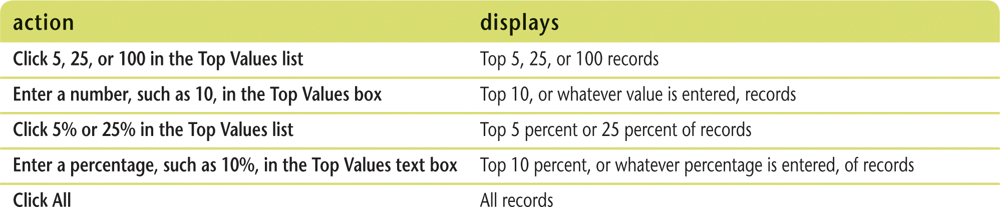 action displays
Click 5, 25, or 100 in the Top Values list Top 5, 25, or 100 records
Enter a number, such as 10, in the Top Values box Top 10, or whatever value is entered, records
Click 5% or 25% in the Top Values list Top 5 percent or 25 percent of records
Enter a percentage, such as 10%, in the Top Values text box Top 10 percent, or whatever percentage is entered, of records
Click All All records